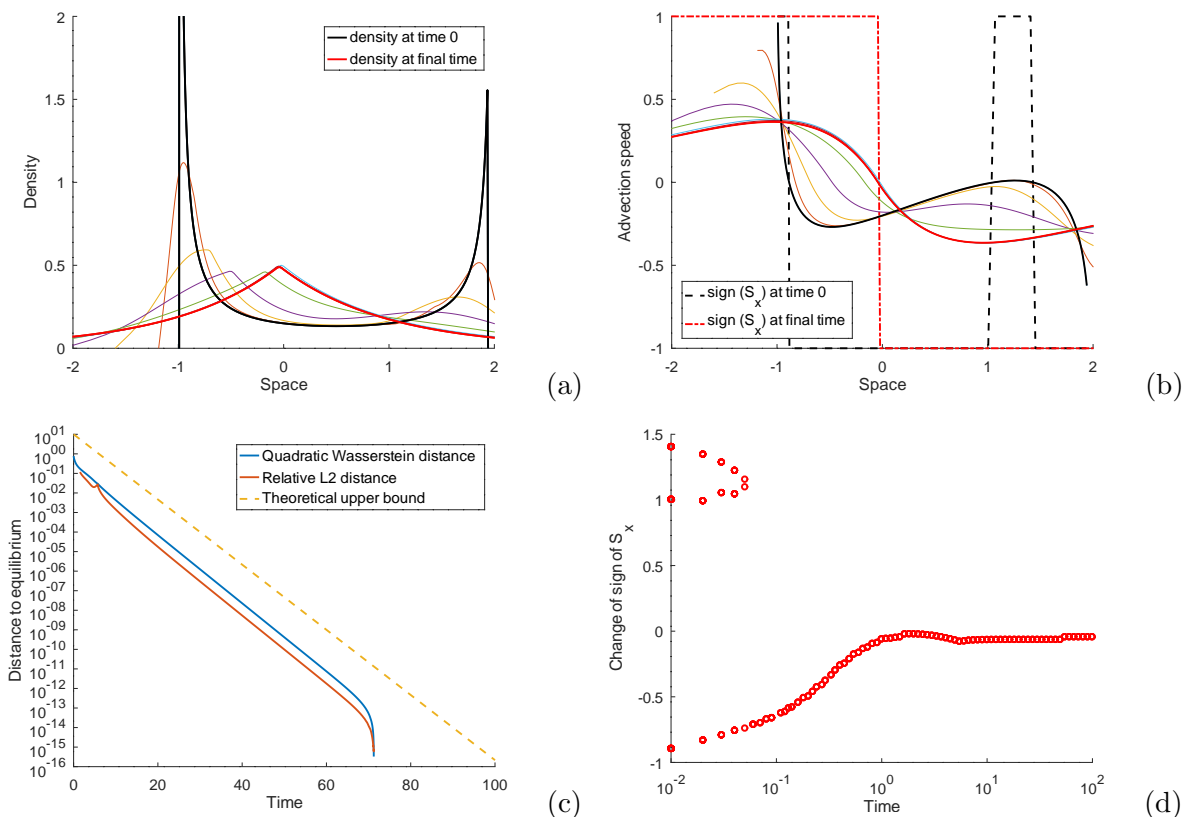 2
1.5
1
0.5
0
Density
density at time 0
density at final time
-2
-1
0
1
2
Space
(a)
1
0.5
0
-0.5
-1
Advection speed
sign (S_x) at time 0
sign (S_x) at final time
-2
-1
0
1
2
Space
(b)
10^01
10^00
10^-01
10^-02
10^-03
10^-04
10^-05
10^-06
10^-07
10^-08
10^-09
10^-10
10^-11
10^-12
10^-13
10^-14
10^-15
10^-16
Distance to equilibrium
Quadratic Wasserstein distance
Relative L2 distance
Theoretical upper bound
0
20
40
60
80
100
Time
(c)
1.5
1
0.5
0
-0.5
-1
Change of sign of S_x
10^-2
10^-1
10^0
10^1
10^2
Time
(d)